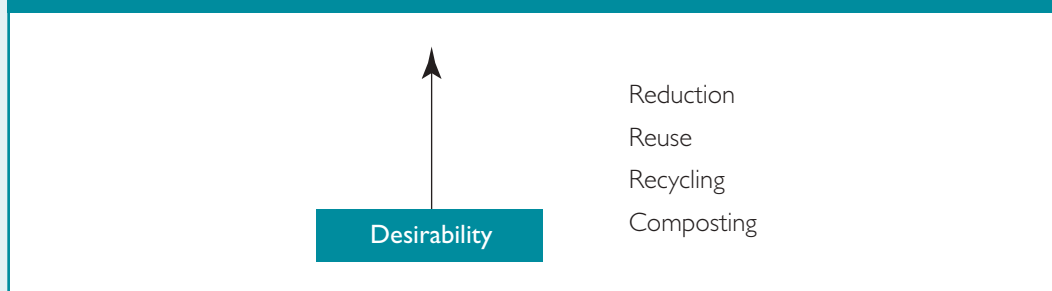 Reduction
Reuse
Recycling
Composting
Desirability